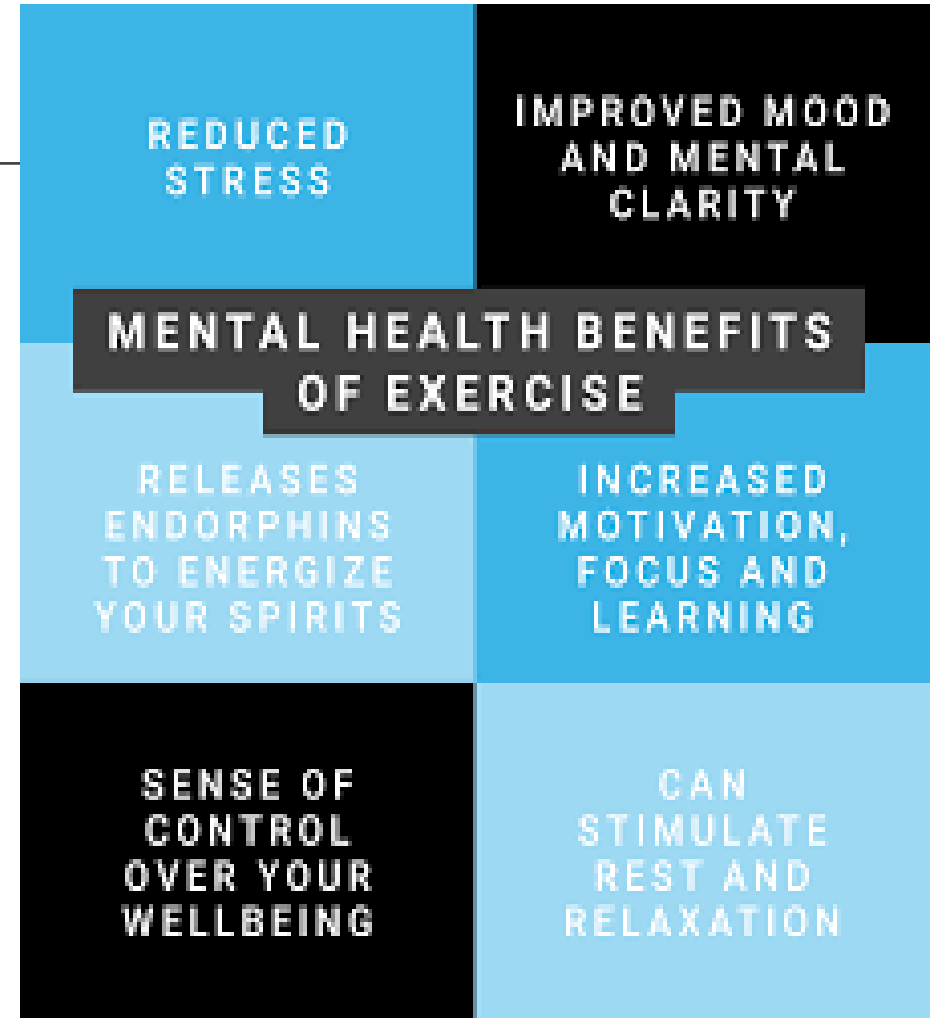 REDUCED
STRESS
IMPROVED MOOD
AND MENTAL
CLARITY
MENTAL HEALTH BENEFITS
OF EXERCISE
RELEASES
ENDORPHINS
TO ENERGIZE
YOUR SPIRITS
INCREASED
MOTIVATION,
FOCUS AND
LEARNING
SENSE OF
CONTROL
OVER YOUR
WELLBEING
CAN
STIMULATE
REST AND
RELAXATION